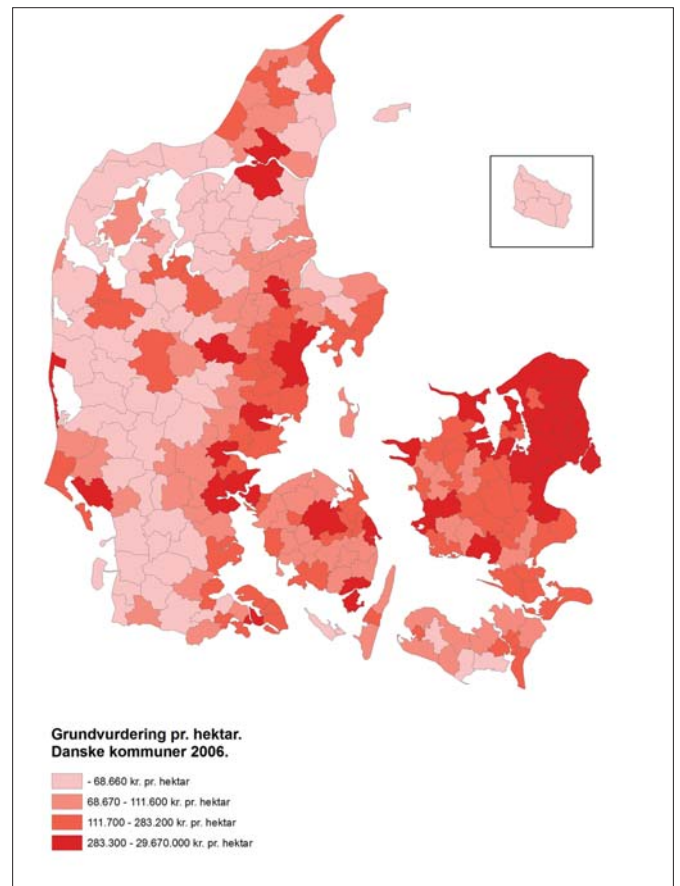 Grundvurdering pr. hektar.
Danske kommuner 2006.
- 68.660 kr. pr. hektar
68.670 - 111.600 kr. pr. hektar
111.700 - 283.200 kr. pr. hektar
283.300 - 29.670.000 kr. pr. hektar